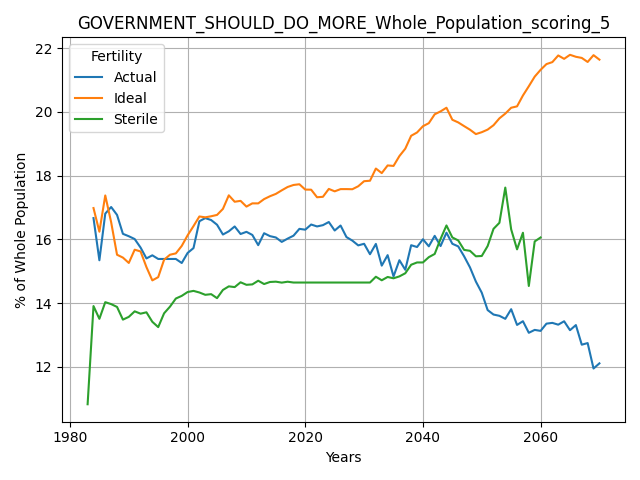 GOVERNMENT_SHOULD_DO_MORE_Whole_Population_scoring_5
Fertility
Actual
Ideal
Sterile
% of Whole Population
22
20
18
16
14
12
1980
2000
2020
2040
2060
Years